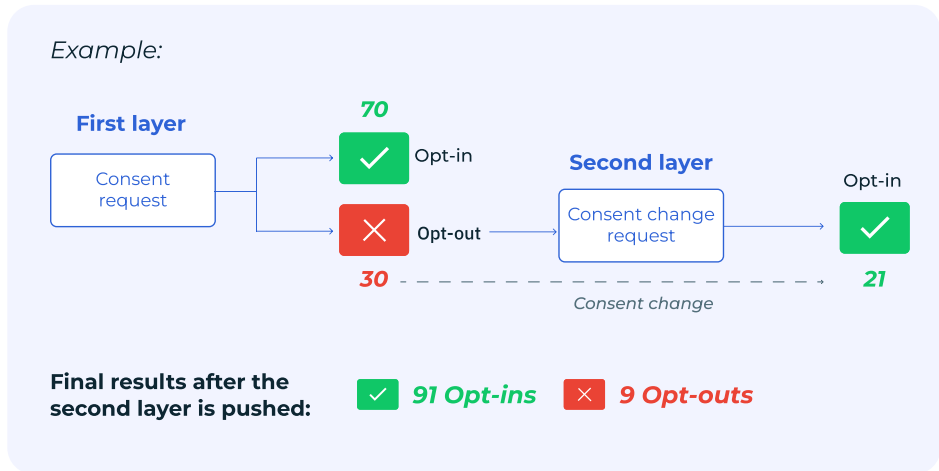 Example:
First layer
Consent
request
70
Opt-in
Opt-out
30
Second layer
Consent change
request
Consent change
Opt-in
21
Final results after the
second layer is pushed:
91 Opt-ins
9 Opt-outs